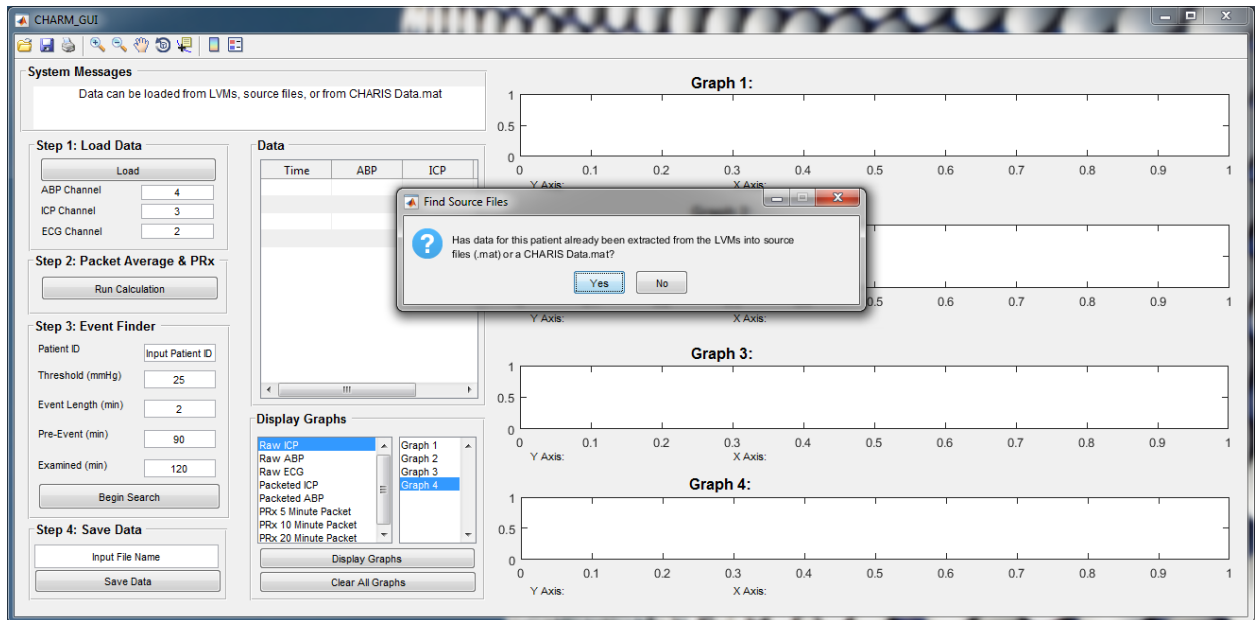 CHARM_GUI
System Messages
Data can be loaded from LVMs, source files, or from CHARIS Data.mat
Step 1: Load Data
Load
ABP Channel 4
ICP Channel 3
ECG Channel 2
Step 2: Packet Average & PRx
Run Calculation
Step 3: Event Finder
Patient ID Input Patient ID
Threshold (mmHg) 25
Event Length (min) 2
Pre-Event (min) 90
Examined (min) 120
Begin Search
Step 4: Save Data
Input File Name
Save Data
Data
Time ABP ICP
Find Source Files
Has data for this patient already been extracted from the LVMs into source
files (.mat) or a CHARIS Data.mat?
Yes No
Display Graphs
Raw ICP
Raw ABP
Raw ECG
Packeted ICP
Packeted ABP
PRx 5 Minute Packet
PRx 10 Minute Packet
PRx 20 Minute Packet
Graph 1
Graph 2
Graph 3
Graph 4
Display Graphs
Clear All Graphs
Graph 1:
1
0.5
0
0 0.1 0.2 0.3 0.4 0.5 0.6 0.7 0.8 0.9 1
Y Axis: X Axis:
0.5 0.6 0.7 0.8 0.9 1
Y Axis: X Axis:
Graph 3:
1
0.5
0
0 0.1 0.2 0.3 0.4 0.5 0.6 0.7 0.8 0.9 1
Y Axis: X Axis:
Graph 4:
1
0.5
0
0 0.1 0.2 0.3 0.4 0.5 0.6 0.7 0.8 0.9 1
Y Axis: X Axis: